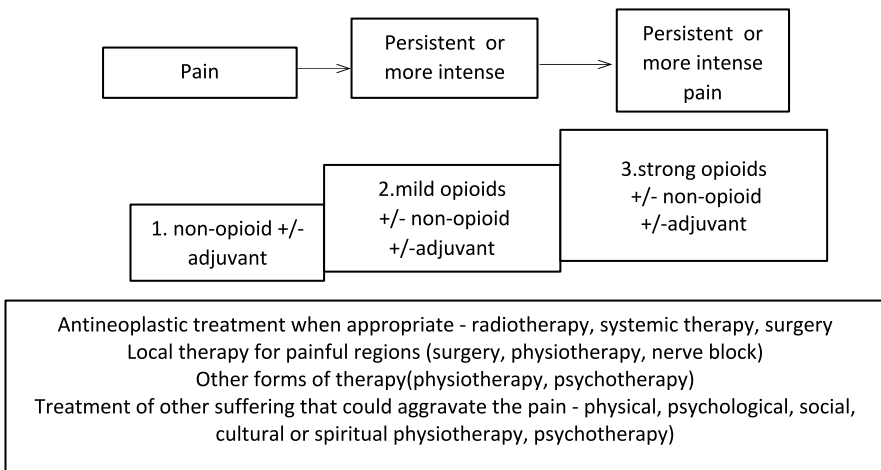 Pain
Persistent or
more intense
Persistent or
more intense
pain
1. non-opioid +/-
adjuvant
2.mild opioids
+/- non-opioid
+/-adjuvant
3.strong opioids
+/- non-opioid
+/-adjuvant
Antineoplastic treatment when appropriate - radiotherapy, systemic therapy, surgery
Local therapy for painful regions (surgery, physiotherapy, nerve block)
Other forms of therapy(physiotherapy, psychotherapy)
Treatment of other suffering that could aggravate the pain - physical, psychological, social,
cultural or spiritual physiotherapy, psychotherapy)